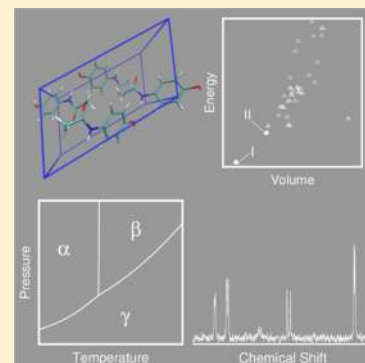 Energy
II
I
Volume
Pressure
α
β
γ
Temperature
Chemical Shift